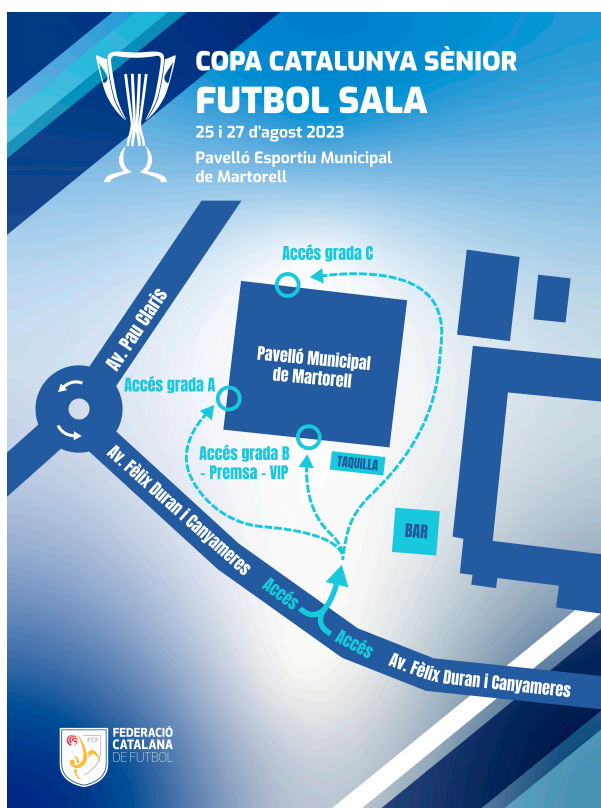 COPA CATALUNYA SÈNIOR
FUTBOL SALA
25 i 27 d'agost 2023
Pavelló Esportiu Municipal
de Martorell
Accés grada C
Av. Pau Claris
Pavelló Municipal
de Martorell
Accés grada A
Accés grada B
- Premsa - VIP
TAQUILLA
Av. Fèlix Duran i Canyameres
BAR
Accés
Accés
Av. Fèlix Duran i Canyameres
FCF
FEDERACIÓ
CATALANA
DE FUTBOL